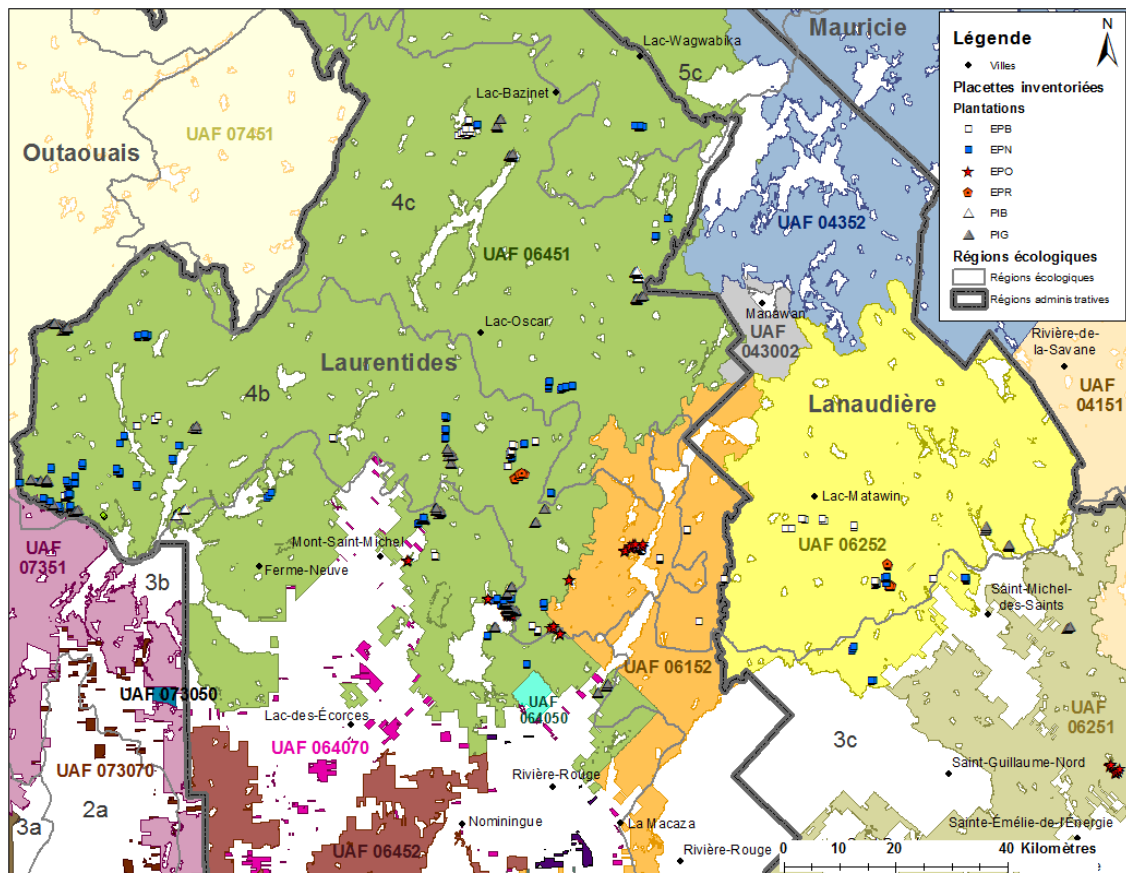 Lac-Wagwabika
Mauricie
5c
Lac-Bazinet
UAF 07451
Outaouais
4c
UAF 06451
UAF 04352
Manawan
UAF
043002
Lac-Oscar
Laurentides
4b
Lanaudière
Rivière-de-
la-Savane
UAF
04151
Lac-Matawin
UAF 06252
Mont-Saint-Michel
Ferme-Neuve
UAF
07351
3b
Saint-Michel-
des-Saints
UAF 06152
UAF 073050
UAF
064050
Lac-des-Écorces
UAF 064070
UAF 073070
UAF
06251
3c
Saint-Guillaume-Nord
Rivière-Rouge
2a
3a
Nominingue
La Macaza
UAF 06452
Rivière-Rouge
Sainte-Émélie-de-l'Énergie
Légende
N
Villes
Placettes inventoriées
Plantations
EPB
EPN
EPO
EPR
PIB
PIG
Régions écologiques
Régions écologiques
Régions administratives
0 10 20 40 Kilomètres